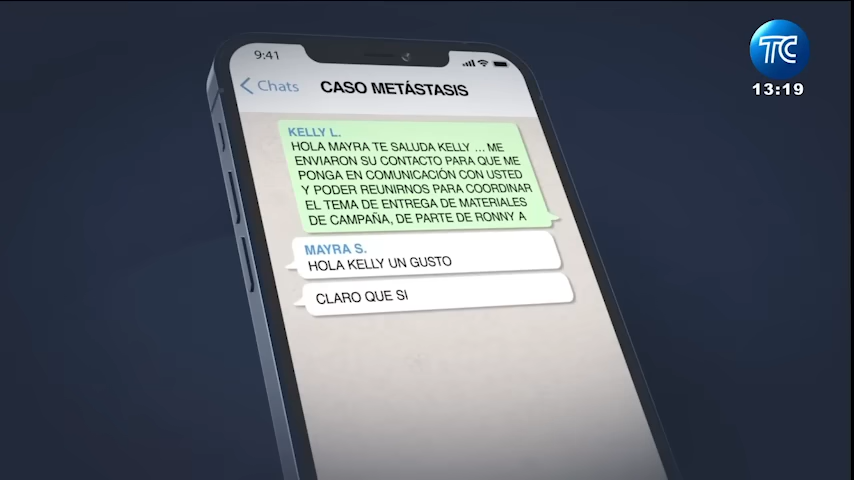 TC
13:19
9:41
Chats
CASO METÁSTASIS
KELLY L.
HOLA MAYRA TE SALUDA KELLY ... ME
ENVIARON SU CONTACTO PARA QUE ME
PONGA EN COMUNICACIÓN CON USTED
Y PODER REUNIRNOS PARA COORDINAR
EL TEMA DE ENTREGA DE MATERIALES
DE CAMPAÑA, DE PARTE DE RONNY A
MAYRA S.
HOLA KELLY UN GUSTO
CLARO QUE SI